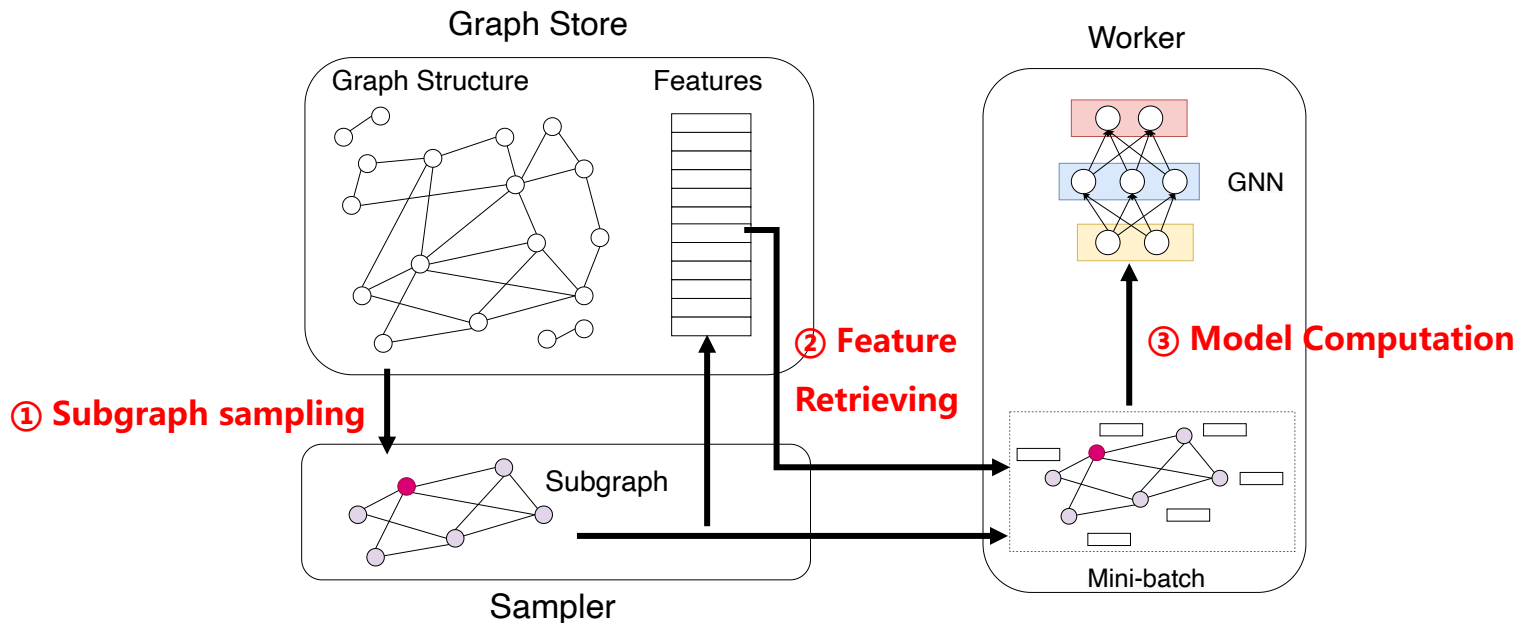 Graph Store
Worker
Graph Structure
Features
GNN
② Feature
Retrieving
③ Model Computation
① Subgraph sampling
Subgraph
Mini-batch
Sampler